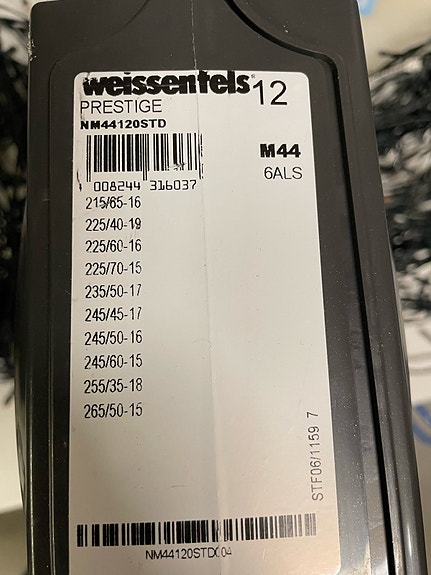 weissenfels® 12
PRESTIGE
NM44120STD
M44
6ALS
008244 316037
215/65-16
225/40-19
225/60-16
225/70-15
235/50-17
245/45-17
245/50-16
245/60-15
255/35-18
265/50-15
STF06/1159 7
NM44120STDC04